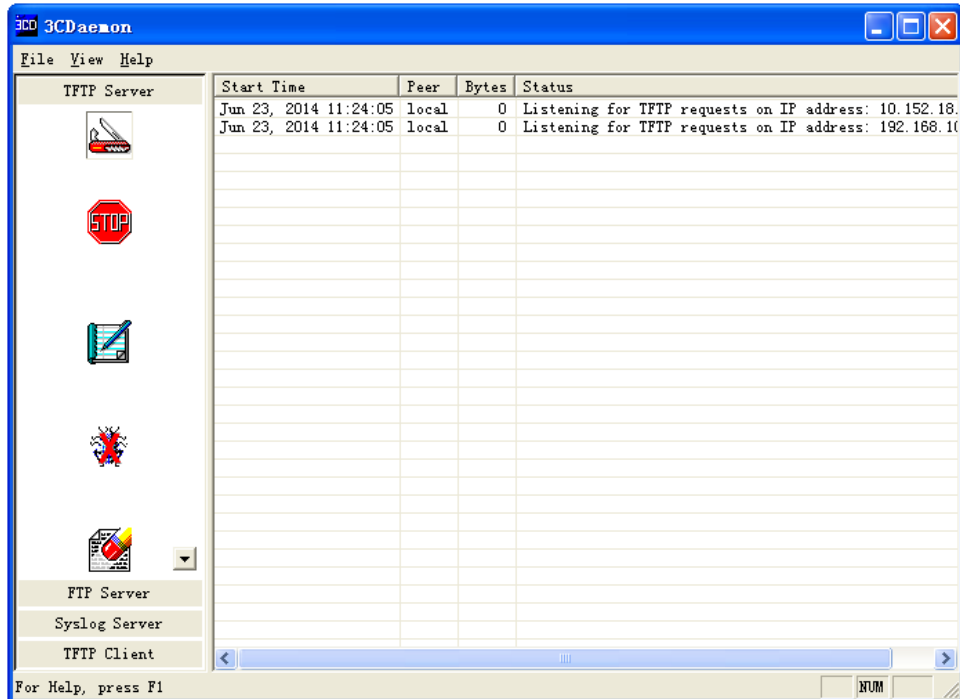 3CD 3CDaemon
File View Help
TFTP Server
STOP
FTP Server
Syslog Server
TFTP Client
Start Time Peer Bytes Status
Jun 23, 2014 11:24:05 local 0 Listening for TFTP requests on IP address: 10.152.18.
Jun 23, 2014 11:24:05 local 0 Listening for TFTP requests on IP address: 192.168.10
For Help, press F1
NUM